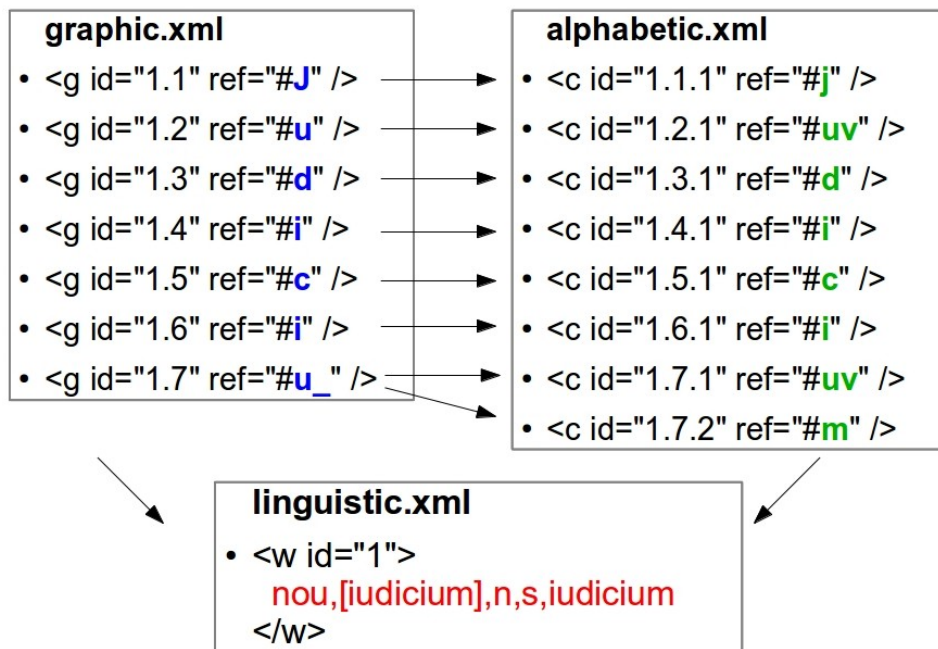 graphic.xml
• <g id="1.1" ref="#J" />
• <g id="1.2" ref="#u" />
• <g id="1.3" ref="#d" />
• <g id="1.4" ref="#i" />
• <g id="1.5" ref="#c" />
• <g id="1.6" ref="#i" />
• <g id="1.7" ref="#u_" />
alphabetic.xml
• <c id="1.1.1" ref="#j" />
• <c id="1.2.1" ref="#uv" />
• <c id="1.3.1" ref="#d" />
• <c id="1.4.1" ref="#i" />
• <c id="1.5.1" ref="#c" />
• <c id="1.6.1" ref="#i" />
• <c id="1.7.1" ref="#uv" />
• <c id="1.7.2" ref="#m" />
linguistic.xml
• <w id="1">
nou,[iudicium],n,s,iudicium
</w>